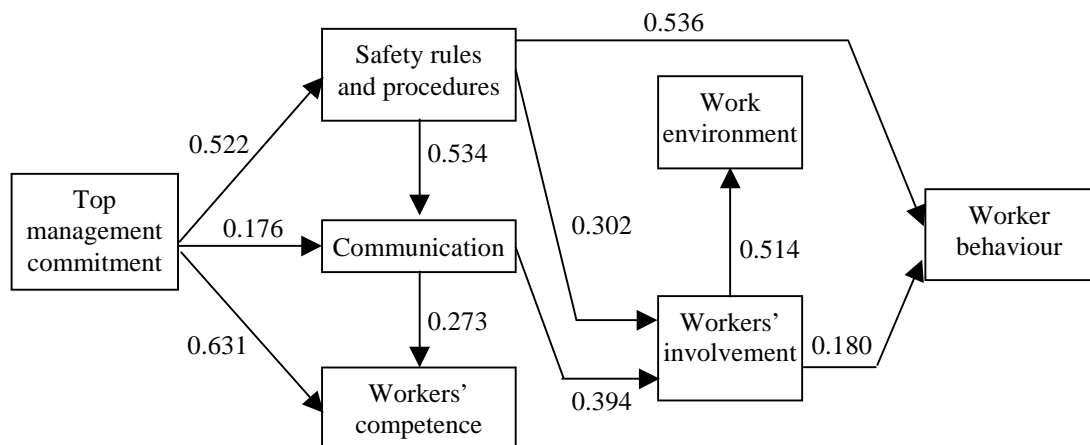 0.536
Safety rules
and procedures
Work
environment
0.522
0.534
Top
management
commitment
0.176
Communication
0.302
0.514
Worker
behaviour
0.631
0.273
Workers’
involvement
0.180
0.394
Workers’
competence